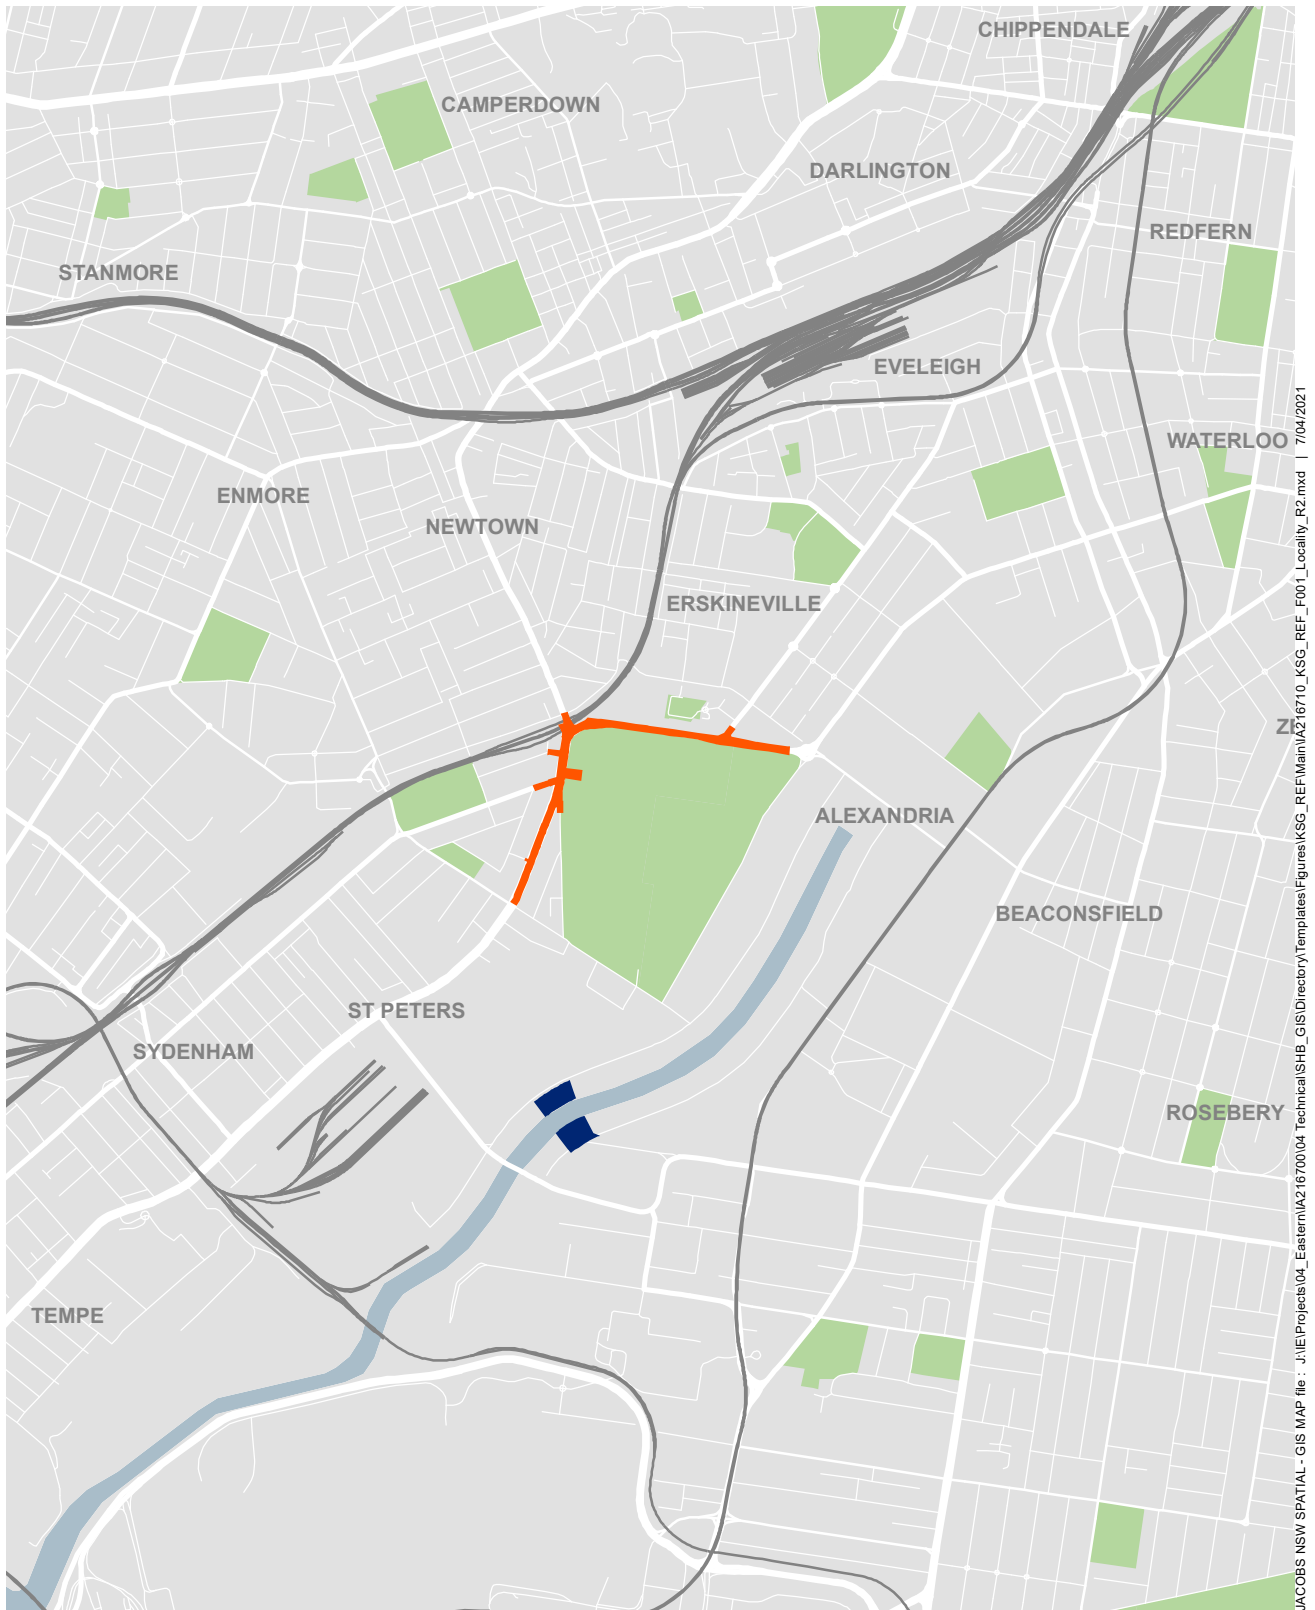 CHIPPENDALE
CAMPERDOWN
DARLINGTON
REDFERN
STANMORE
EVELEIGH
WATERLOO
ENMORE
NEWTOWN
ERSKINEVILLE
ZE
ALEXANDRIA
BEACONSFIELD
ST PETERS
SYDENHAM
ROSEBERY
TEMPE
JACOBS NSW SPATIAL - GIS MAP file : J:\IE\Projects\04_Eastern\IA216700\04 Technical\SHB_GIS\Directory\Templates\Figures\KSG_REF\Main\IA216710_KSG_REF_F001_Locality_R2.mxd | 7/04/2021